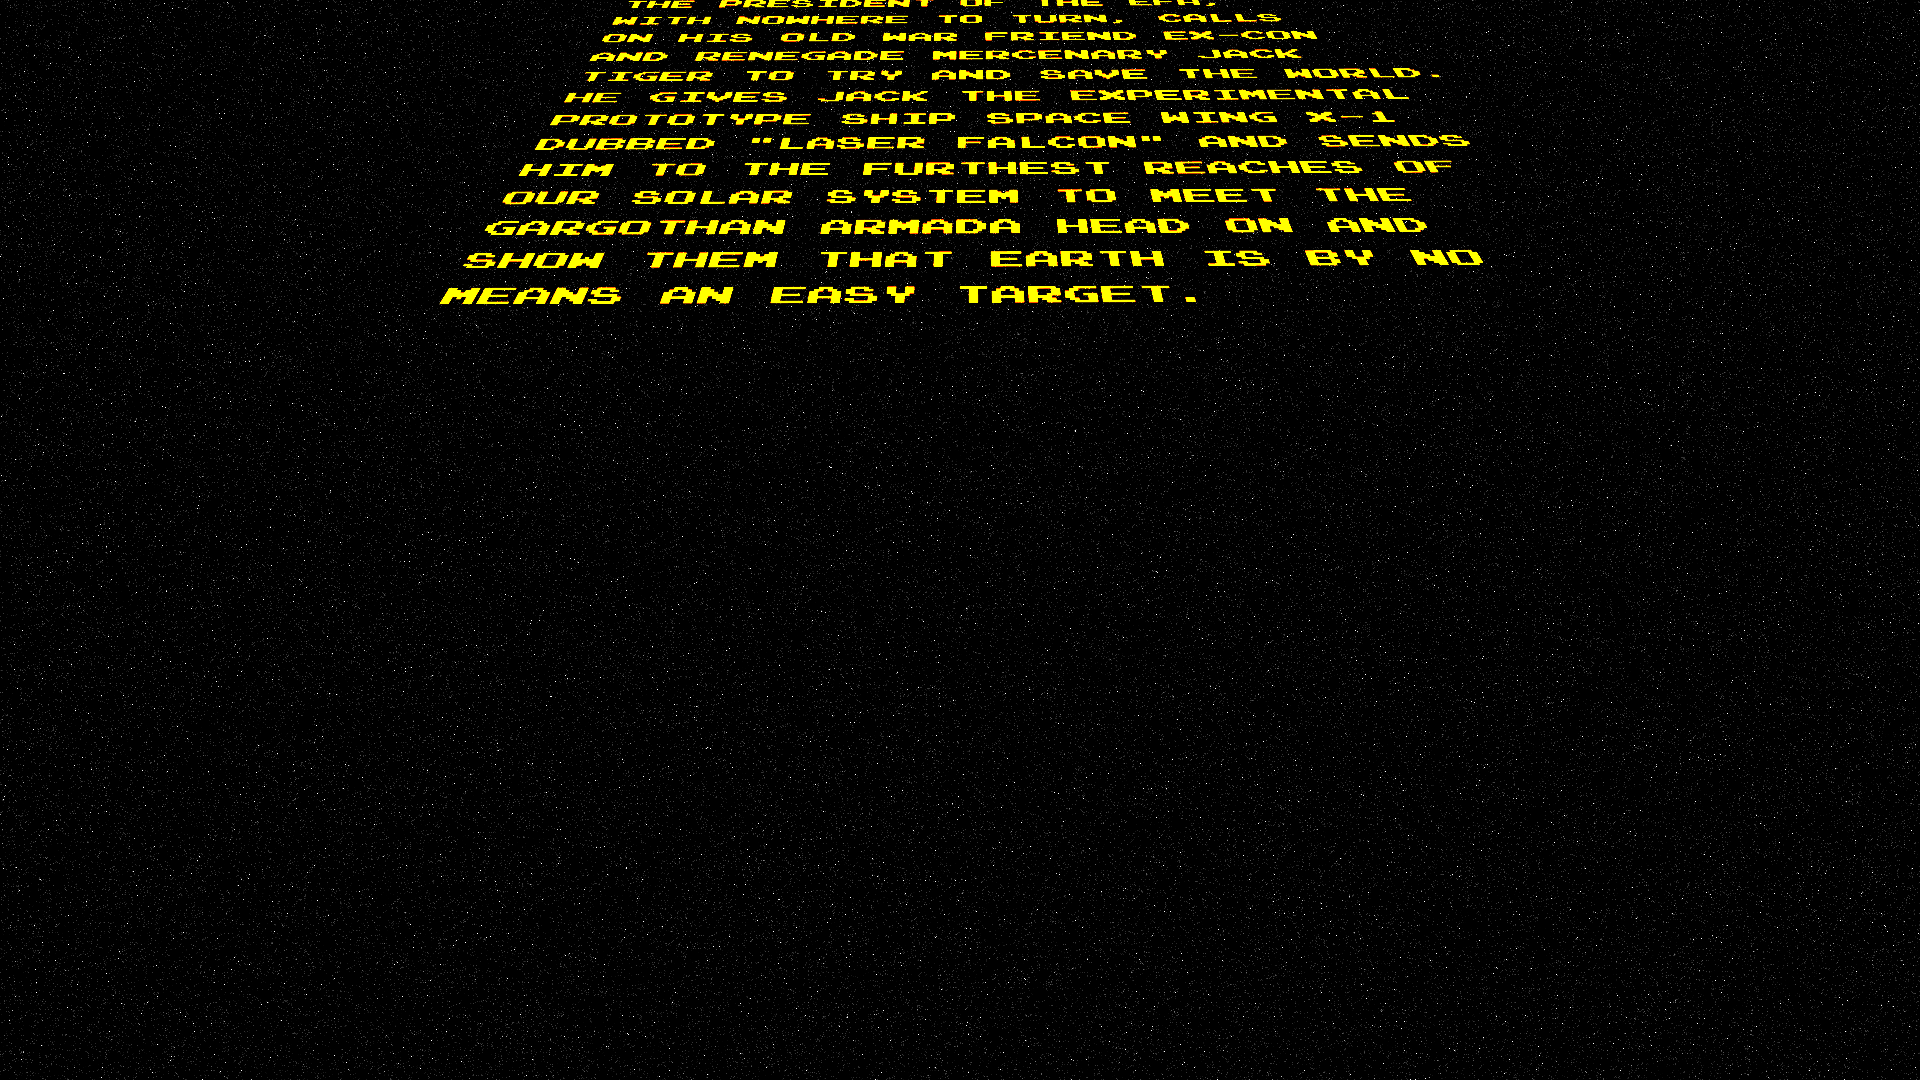 THE PRESIDENT OF THE
WITH NOWHERE TO TURN, CALLS
ON HIS OLD WAR FRIEND EX-CON
AND RENEGADE MERCENARY JACK
TIGER TO TRY AND SAVE THE WORLD.
HE GIVES JACK THE EXPERIMENTAL
PROTOTYPE SHIP SPACE WING X-1
DUBBED "LASER FALCON" AND SENDS
HIM TO THE FURTHEST REACHES OF
OUR SOLAR SYSTEM TO MEET THE
GARGOTHAN ARMADA HEAD ON AND
SHOW THEM THAT EARTH IS BY NO
MEANS AN EASY TARGET.